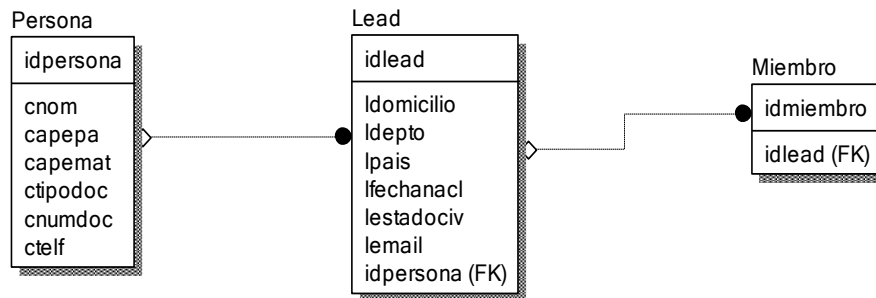 Persona
idpersona
cnom
capepa
capemat
ctipodoc
cnumdoc
ctelf
Lead
idlead
ldomicilio
ldepto
lpais
lfechanacl
lestadociv
lemail
idpersona (FK)
Miembro
idmiembro
idlead (FK)